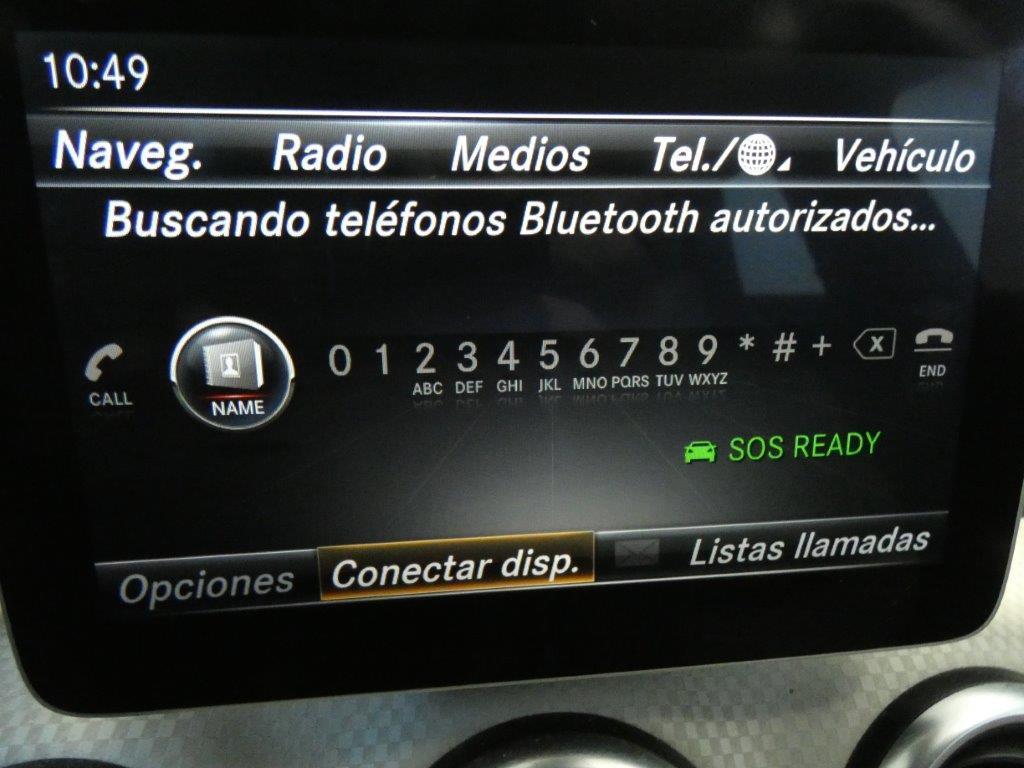 10:49
Naveg. Radio Medios Tel./ Vehículo
Buscando teléfonos Bluetooth autorizados...
CALL NAME 0 1 2 3 4 5 6 7 8 9 * # + X END
ABC DEF GHI JKL MNO PQRS TUV WXYZ
SOS READY
Opciones Conectar disp. Listas llamadas